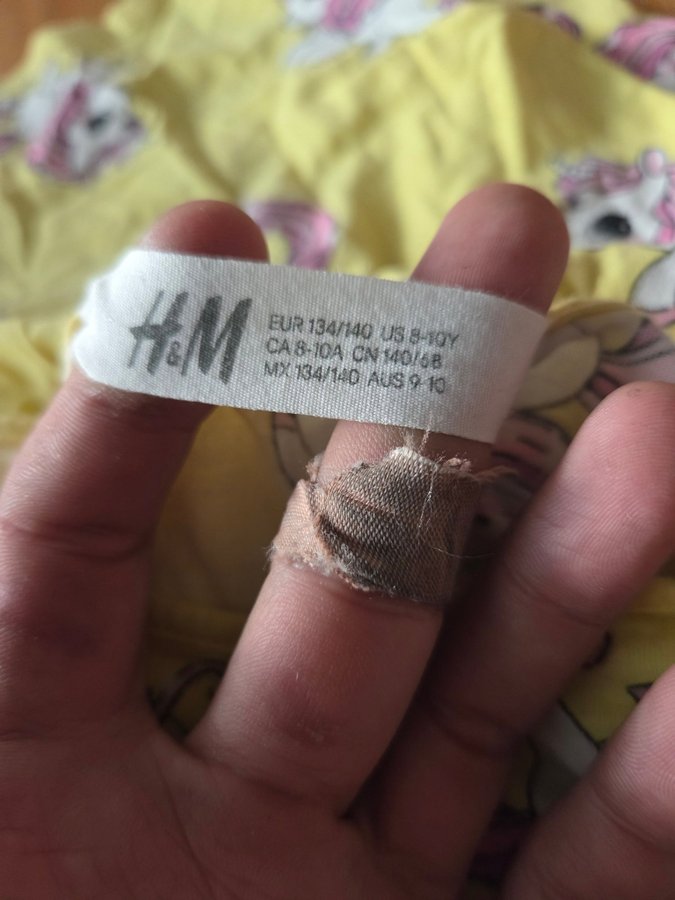 H&M
EUR 134/140 US 8-10Y
CA 8-10A CN 140/68
MX 134/140 AUS 9-10